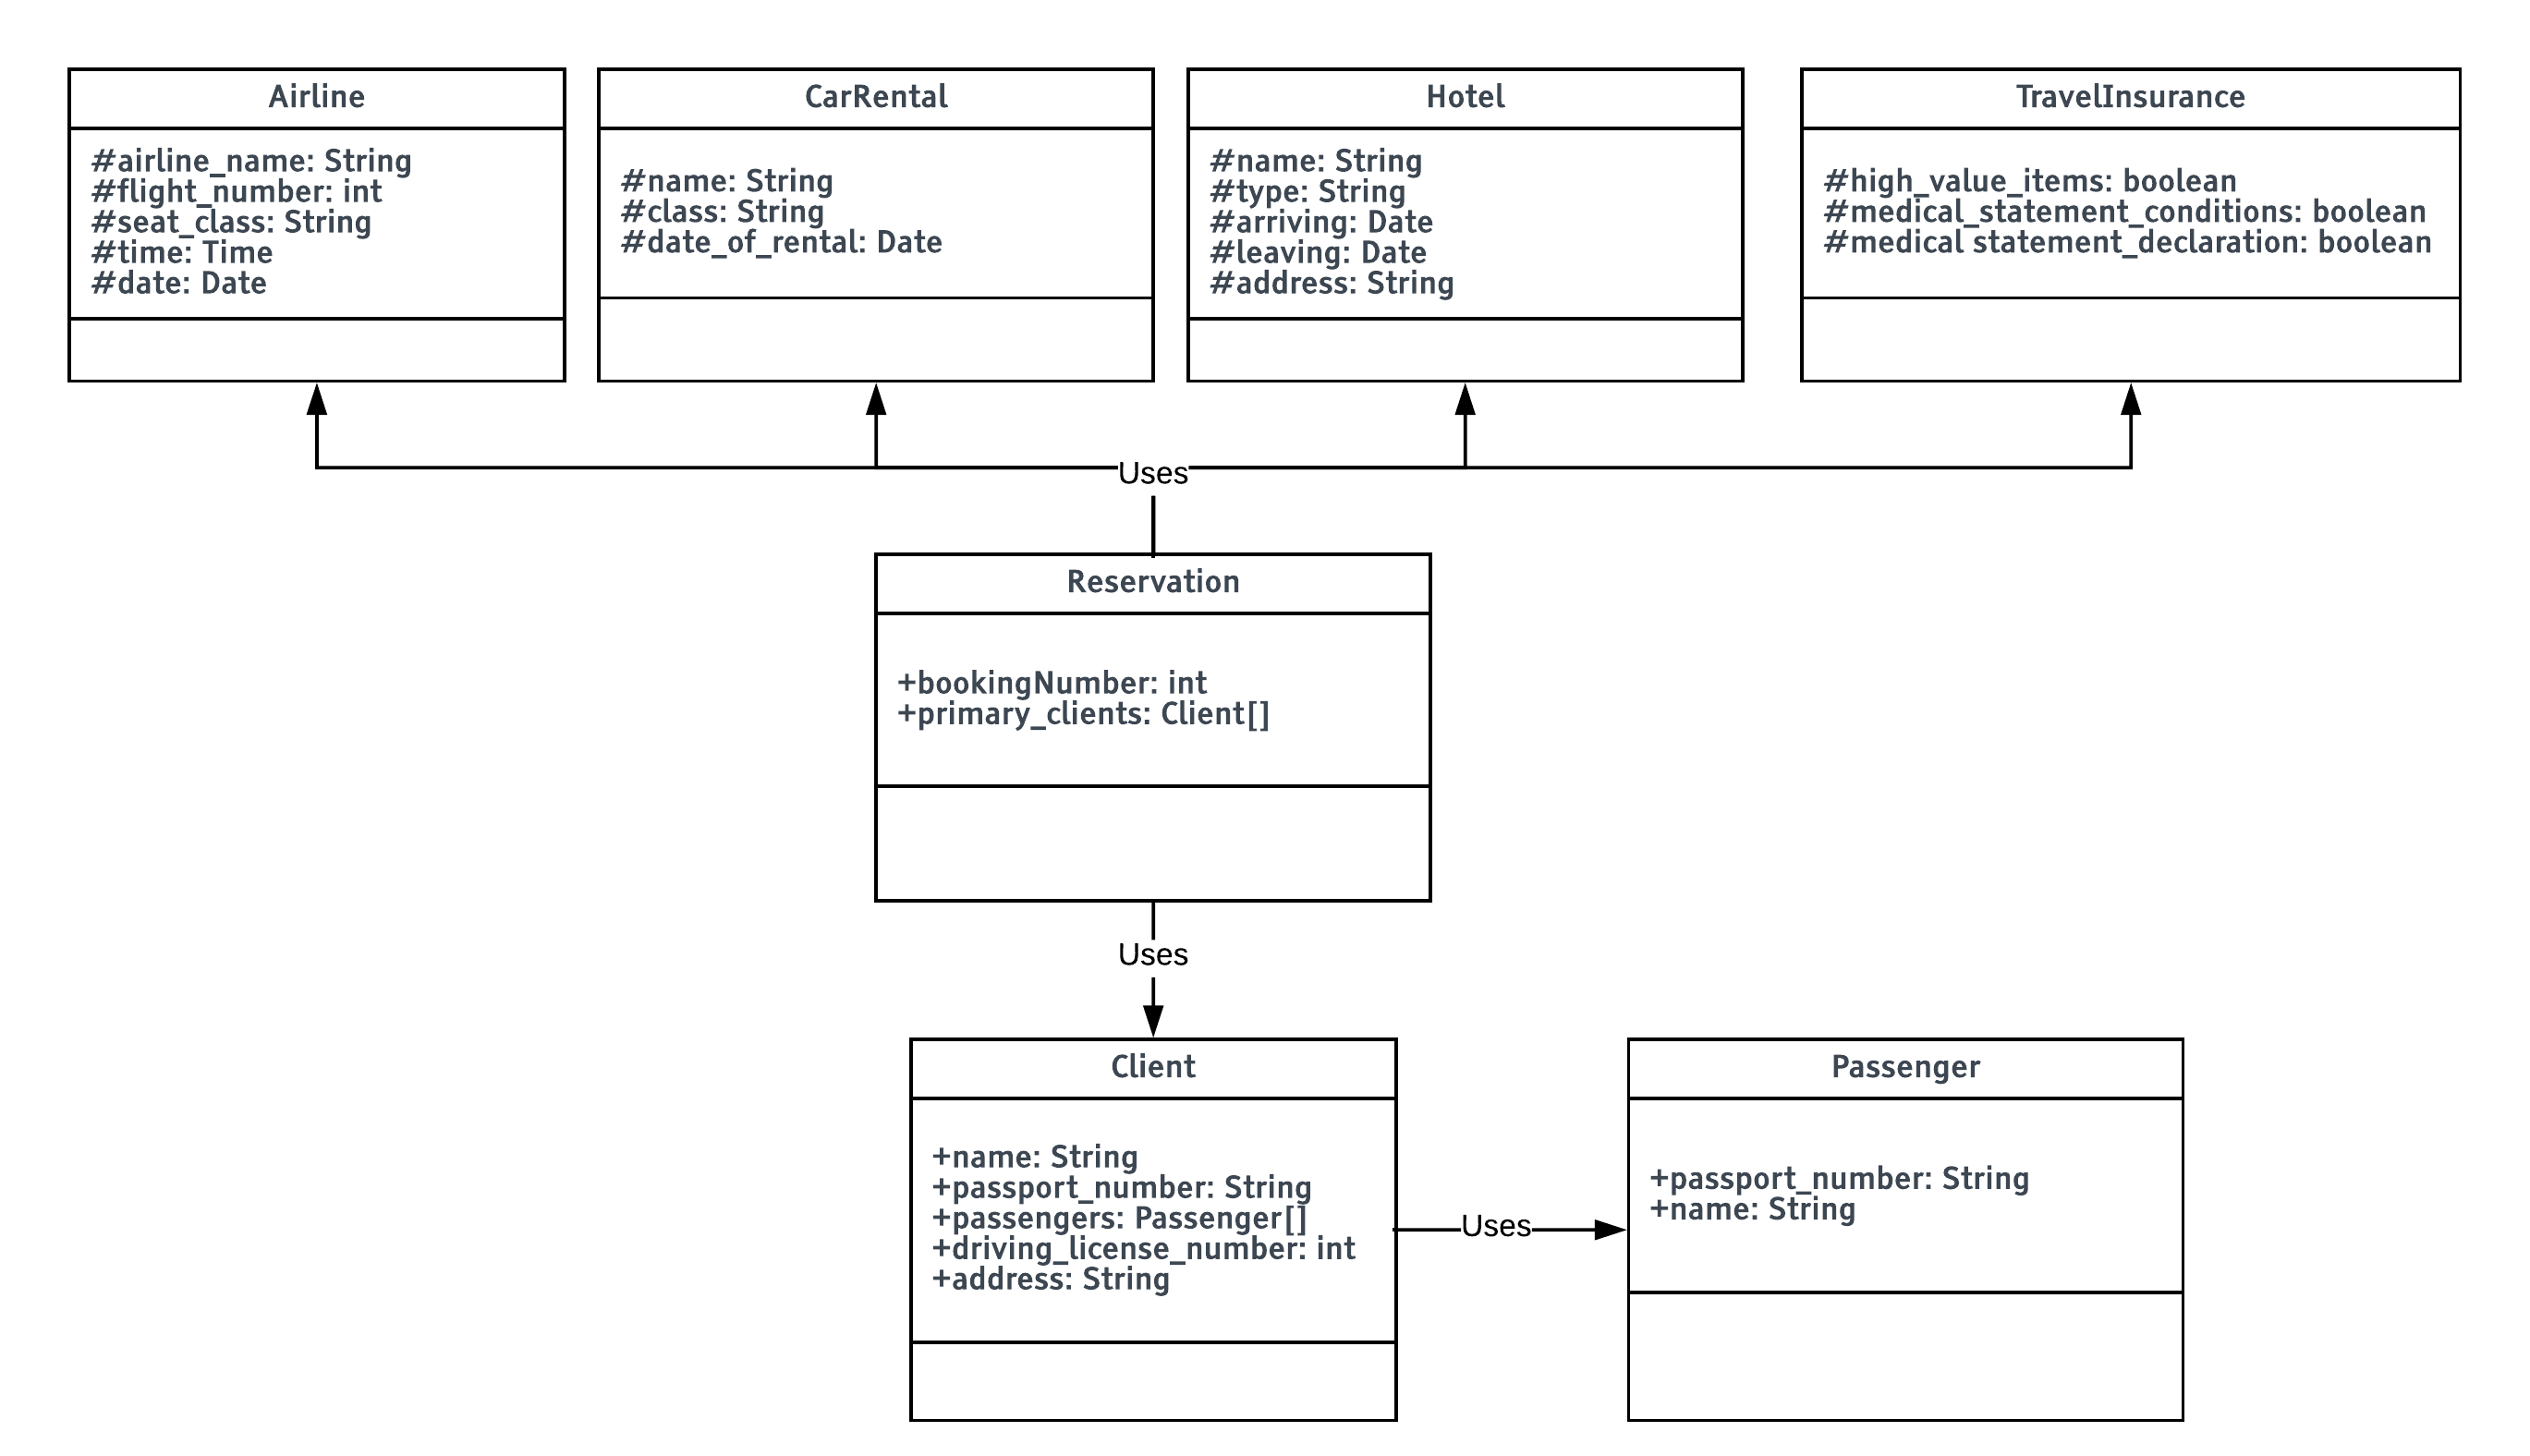 Airline
#airline_name: String
#flight_number: int
#seat_class: String
#time: Time
#date: Date
CarRental
#name: String
#class: String
#date_of_rental: Date
Hotel
#name: String
#type: String
#arriving: Date
#leaving: Date
#address: String
TravelInsurance
#high_value_items: boolean
#medical_statement_conditions: boolean
#medical statement_declaration: boolean
Uses
Reservation
+bookingNumber: int
+primary_clients: Client[]
Uses
Client
+name: String
+passport_number: String
+passengers: Passenger[]
+driving_license_number: int
+address: String
Uses
Passenger
+passport_number: String
+name: String